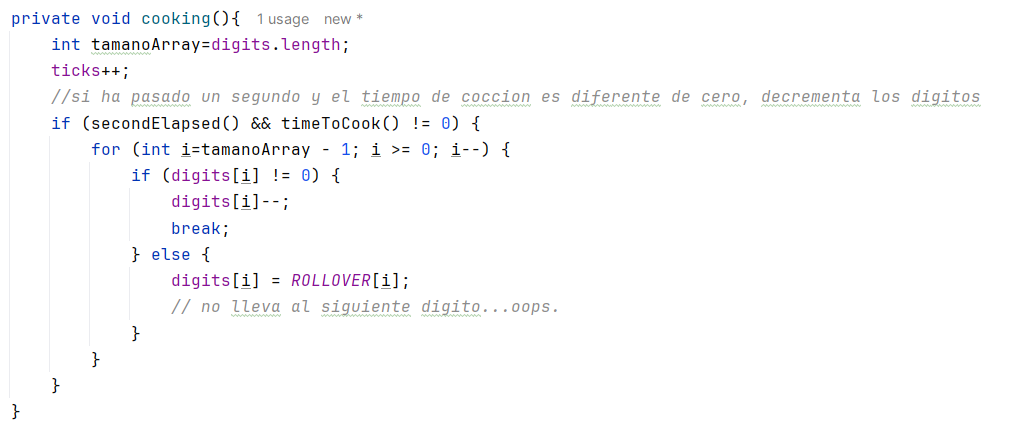 private void cooking(){ 1 usage new *
int tamanoArray=digits.length;
ticks++;
//si ha pasado un segundo y el tiempo de coccion es diferente de cero, decrementa los digitos
if (secondElapsed() && timeToCook() != 0) {
for (int i=tamanoArray - 1; i >= 0; i--) {
if (digits[i] != 0) {
digits[i]--;
break;
} else {
digits[i] = ROLLOVER[i];
// no lleva al siguiente digito...oops.
}
}
}
}